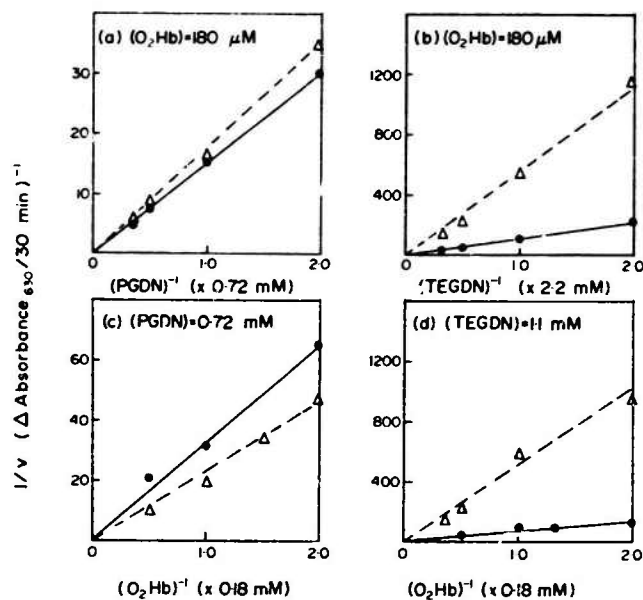 (a) (O₂Hb)=180 μM
30
20
10
0
1·0
2·0
(PGDN)⁻¹ (x 0·72 mM)
(b) (O₂Hb)=180μM
1200
800
400
0
1·0
2·0
(TEGDN)⁻¹ (x 2·2 mM)
1/v (Δ Absorbance 630/30 min)⁻¹
(c) (PGDN)=0·72 mM
60
40
20
0
1·0
2·0
(O₂Hb)⁻¹ (x 0·18 mM)
(d) (TEGDN)=1·1 mM
1200
800
400
0
1·0
2·0
(O₂Hb)⁻¹ (x 0·18 mM)